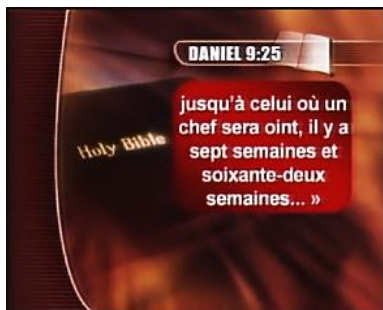 DANIEL 9:25
jusqu'à celui où un
chef sera oint, il y a
sept semaines et
soixante-deux
semaines... »
Holy Bible